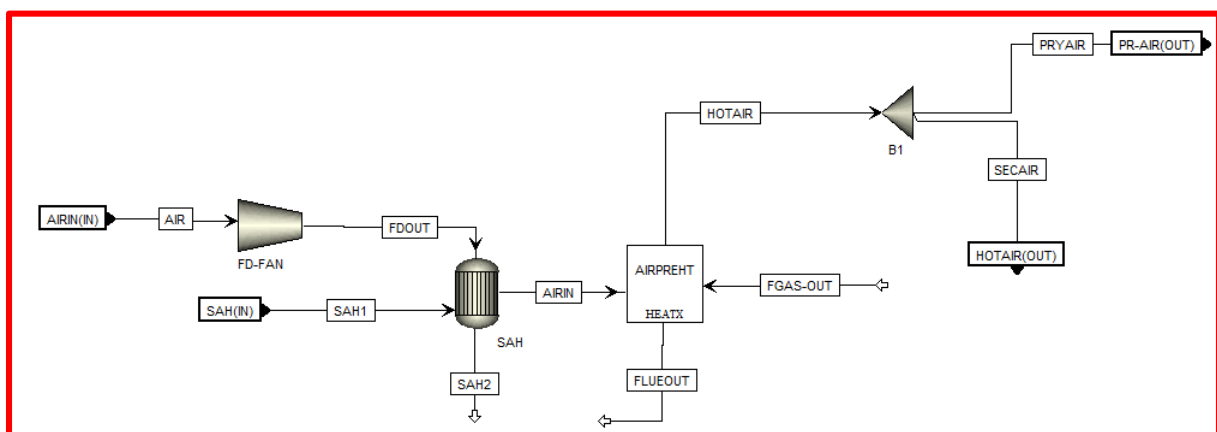 PRYAIR
PR-AIR(OUT)
HOTAIR
B1
SECAIR
AIRIN(IN)
AIR
FD-FAN
FDOUT
HOTAIR(OUT)
AIRPREHT
HEATX
FGAS-OUT
AIRIN
SAH(IN)
SAH1
SAH
SAH2
FLUEOUT